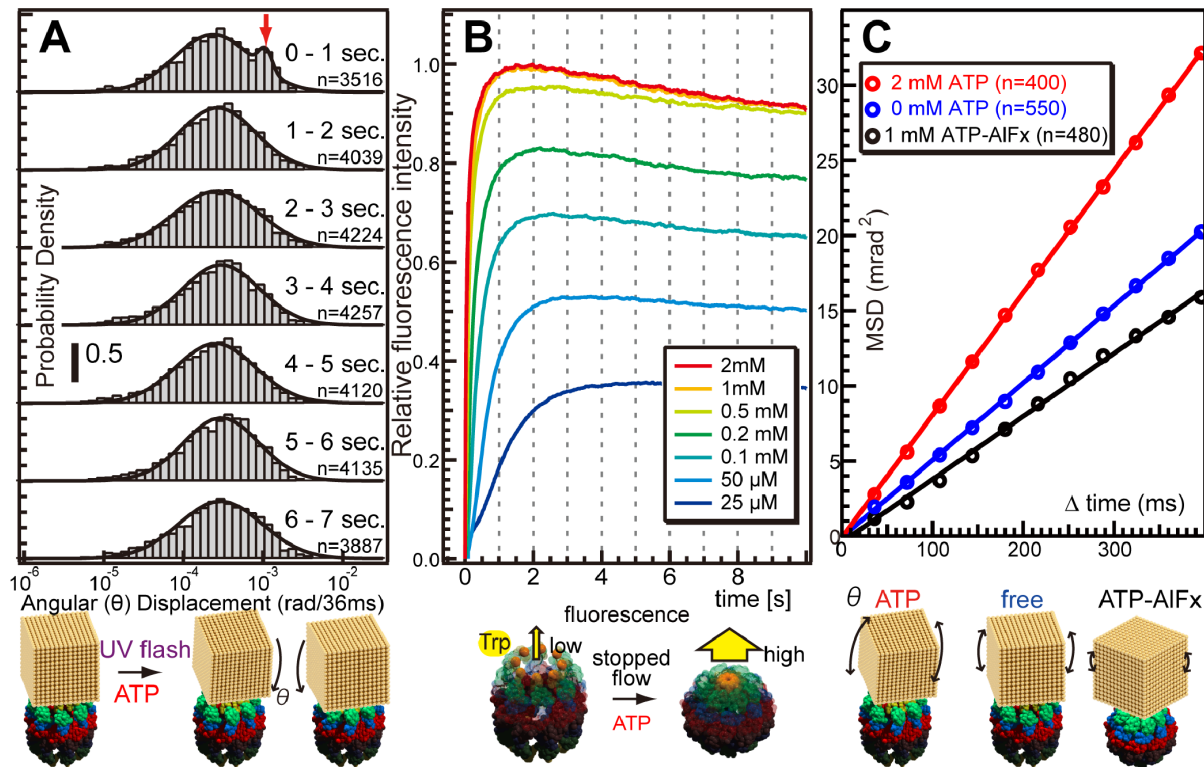 A
0 - 1 sec.
n=3516
1 - 2 sec.
n=4039
2 - 3 sec.
n=4224
3 - 4 sec.
n=4257
0.5
4 - 5 sec.
n=4120
5 - 6 sec.
n=4135
6 - 7 sec.
n=3887
Probability Density
10-6
10-5
10-4
10-3
10-2
Angular (θ) Displacement (rad/36ms)
UV flash
ATP
θ
B
Relative fluorescence intensity
1.0
0.8
0.6
0.4
0.2
0.0
2mM
1mM
0.5 mM
0.2 mM
0.1 mM
50 µM
25 µM
0
2
4
6
8
time [s]
fluorescence
Trp
low
stopped
flow
ATP
high
C
2 mM ATP (n=400)
0 mM ATP (n=550)
1 mM ATP-AlFx (n=480)
MSD (mrad2)
30
25
20
15
10
5
0
Δ time (ms)
0
100
200
300
θ
ATP
free
ATP-AlFx